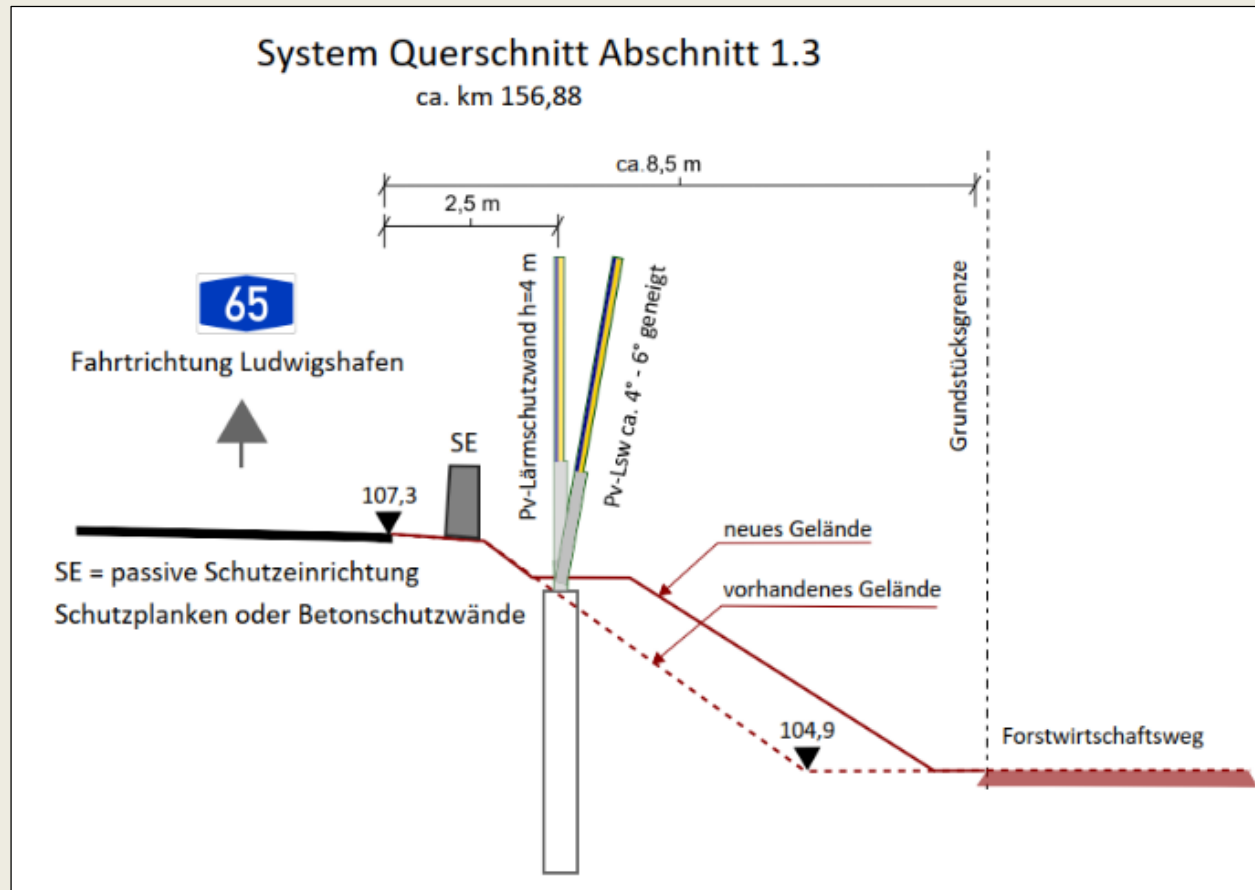 System Querschnitt Abschnitt 1.3
ca. km 156,88
ca.8,5 m
2,5 m
65
Fahrtrichtung Ludwigshafen
SE
107,3
Pv-Lärmschutzwand h=4 m
Pv-Lsw ca. 4° - 6° geneigt
Grundstücksgrenze
SE = passive Schutzeinrichtung
Schutzplanken oder Betonschutzwände
neues Gelände
vorhandenes Gelände
104,9
Forstwirtschaftsweg